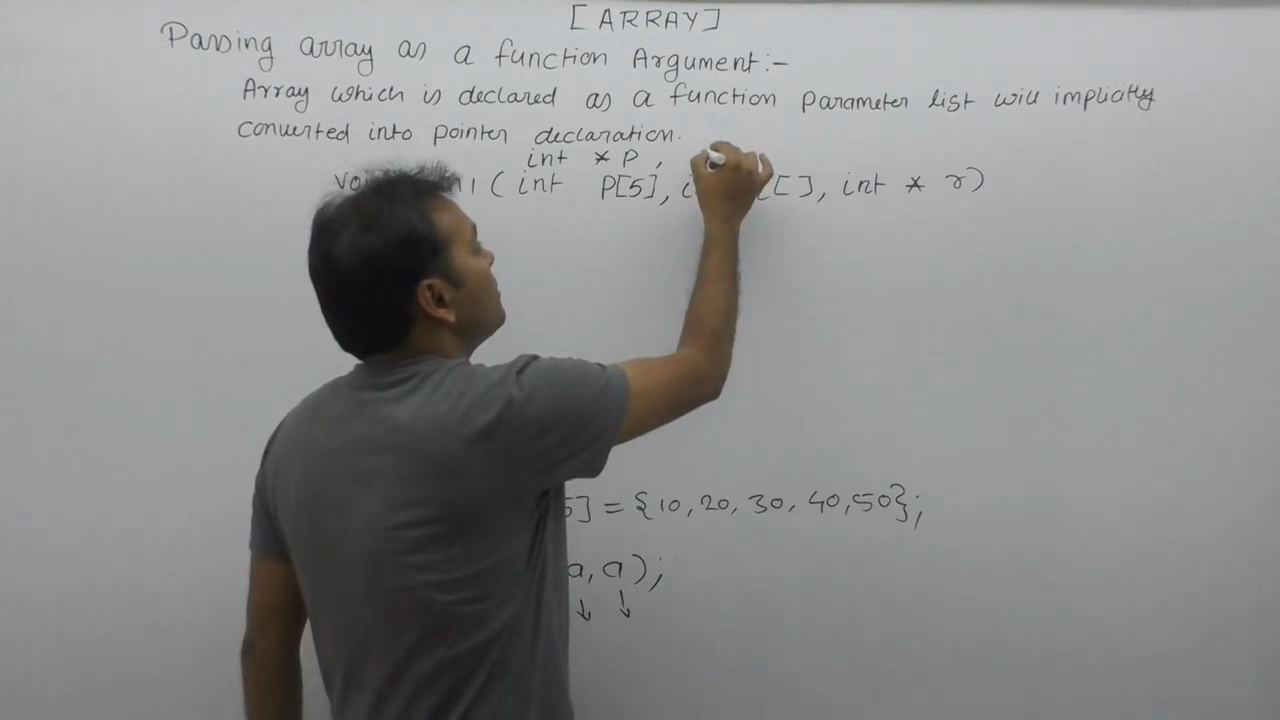 [ARRAY]
Passing array as a function Argument:-
Array which is declared as a function parameter list will implicitly
converted into pointer declaration.
int * P,
( int P[5], [ ], int * r)
5] = {10, 20, 30, 40, 50};
a, a);
↓ ↓